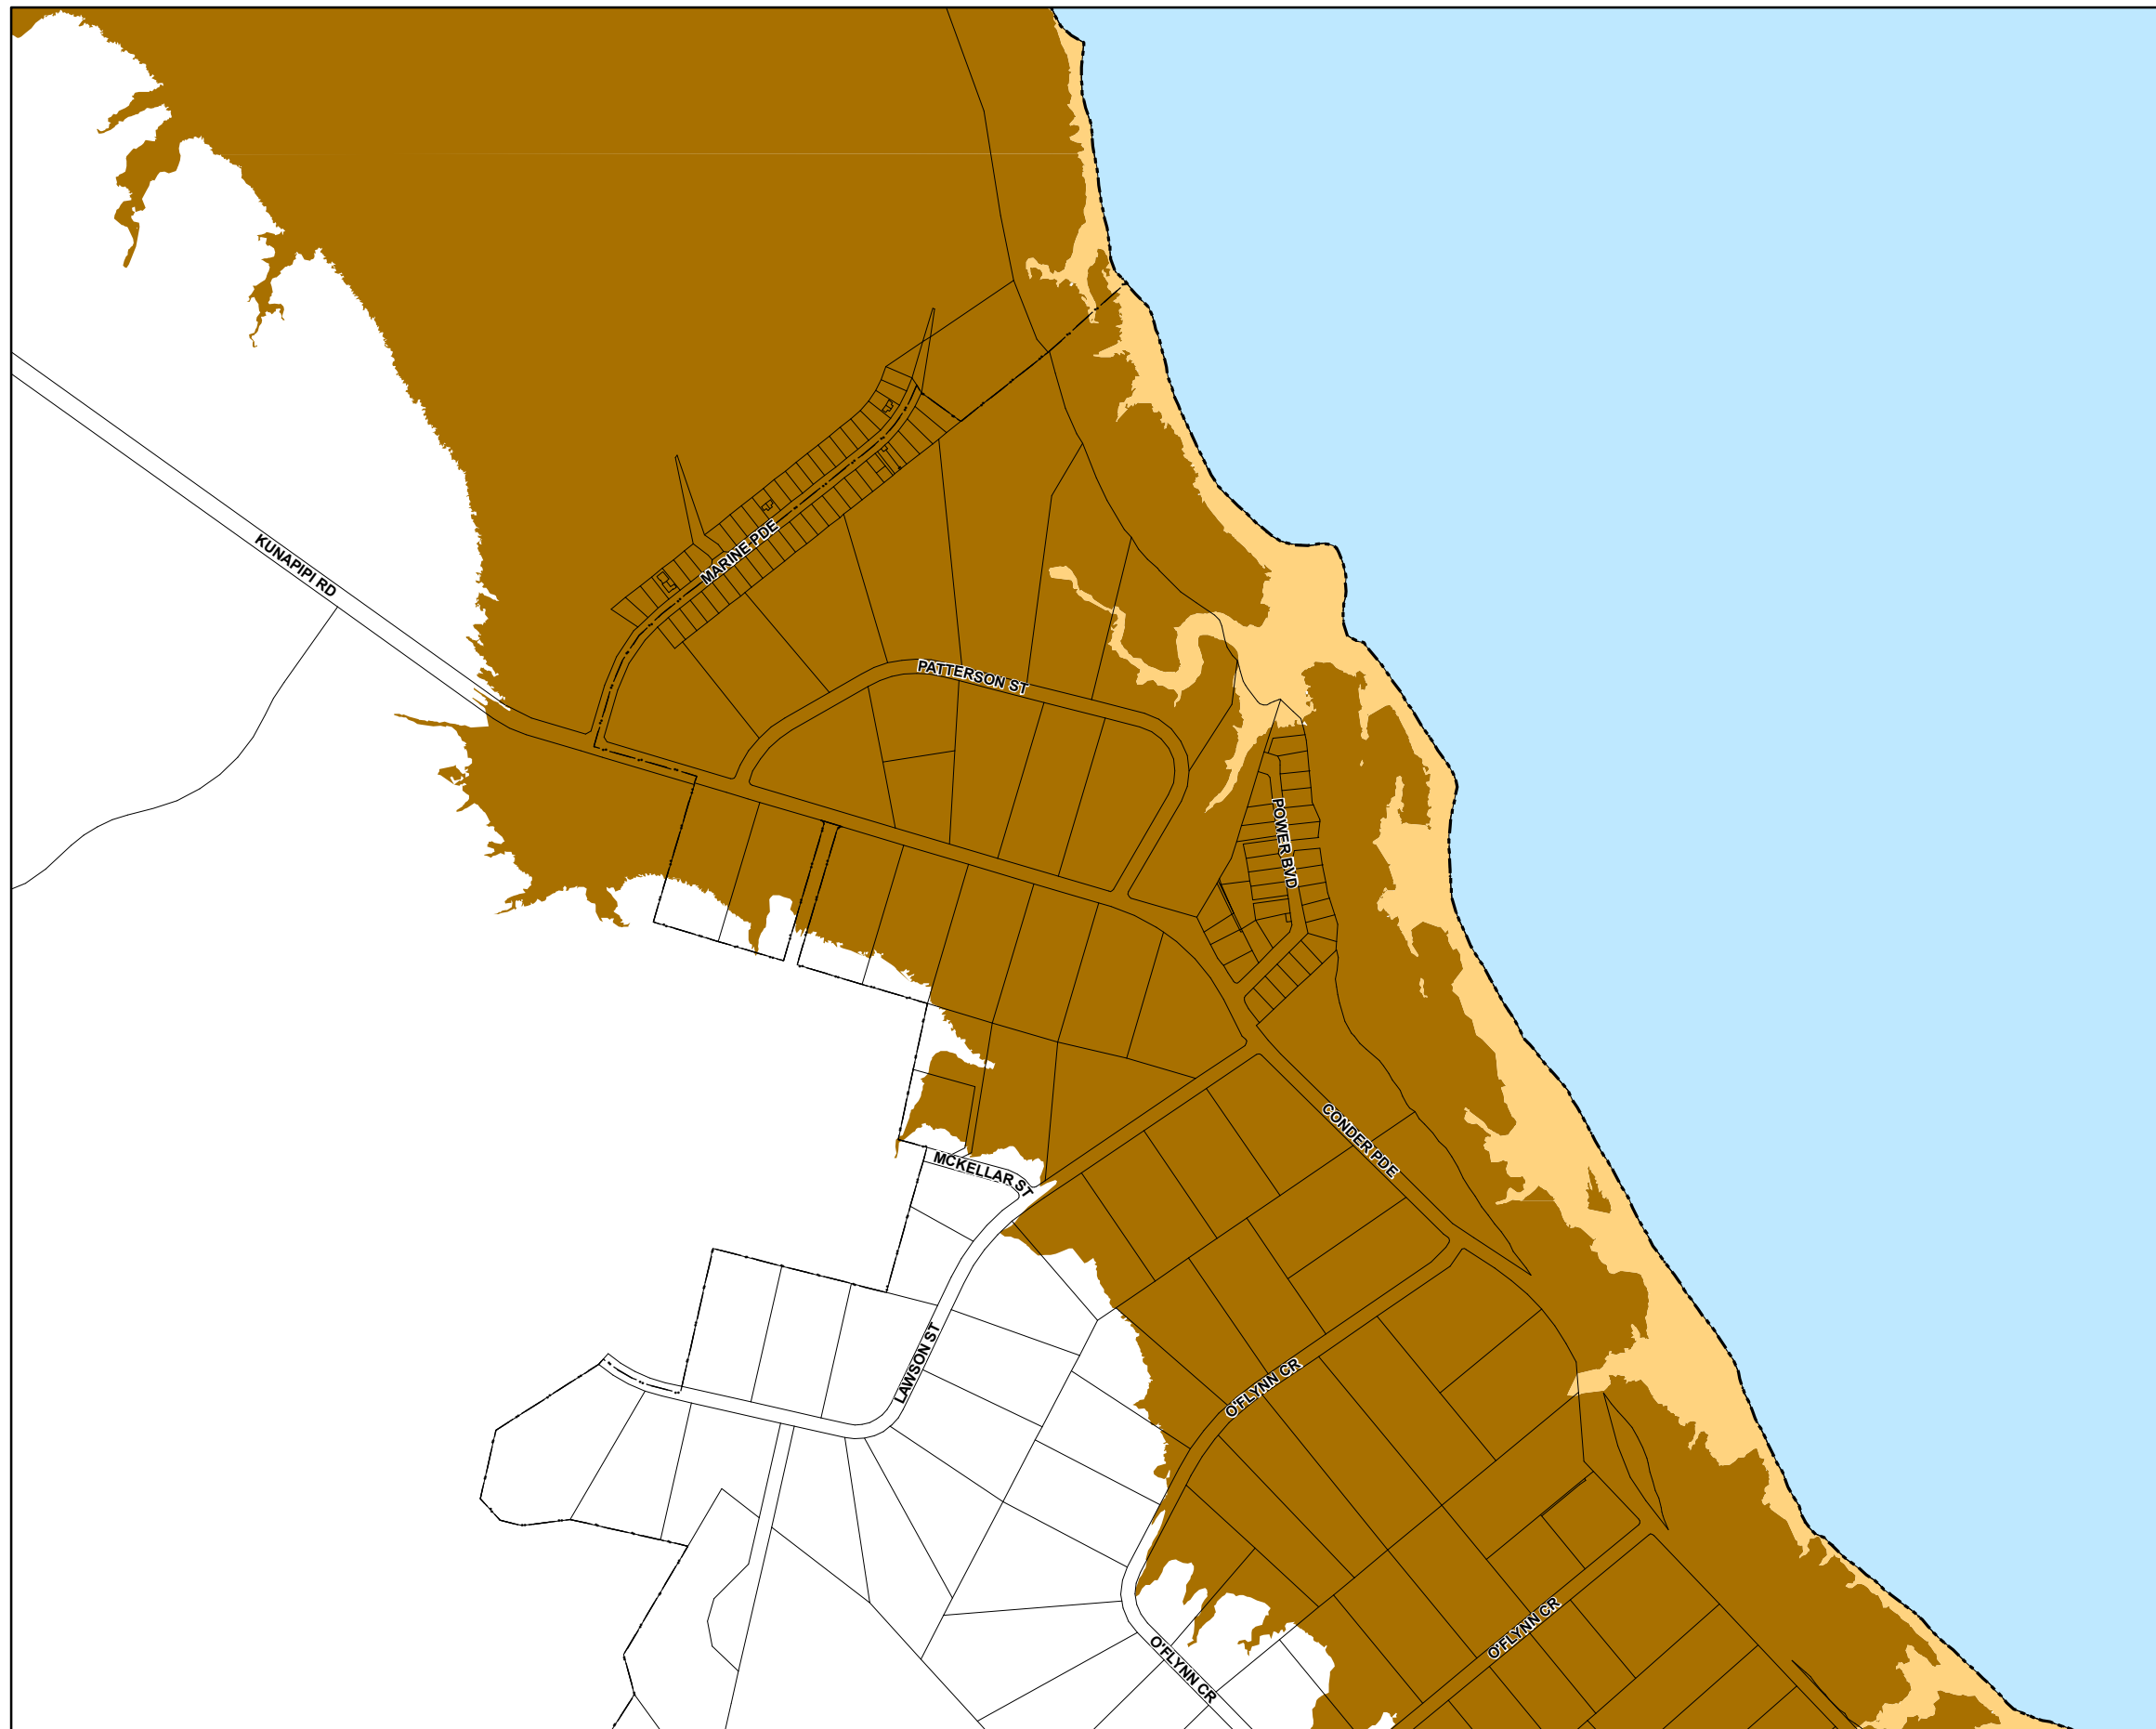 KUNAPIPI RD
MARINE PDE
PATTERSON ST
POWER BVD
CONDER PDE
MCKELLAR ST
LAWSON ST
O'FLYNN CR
O'FLYNN CR
O'FLYNN CR